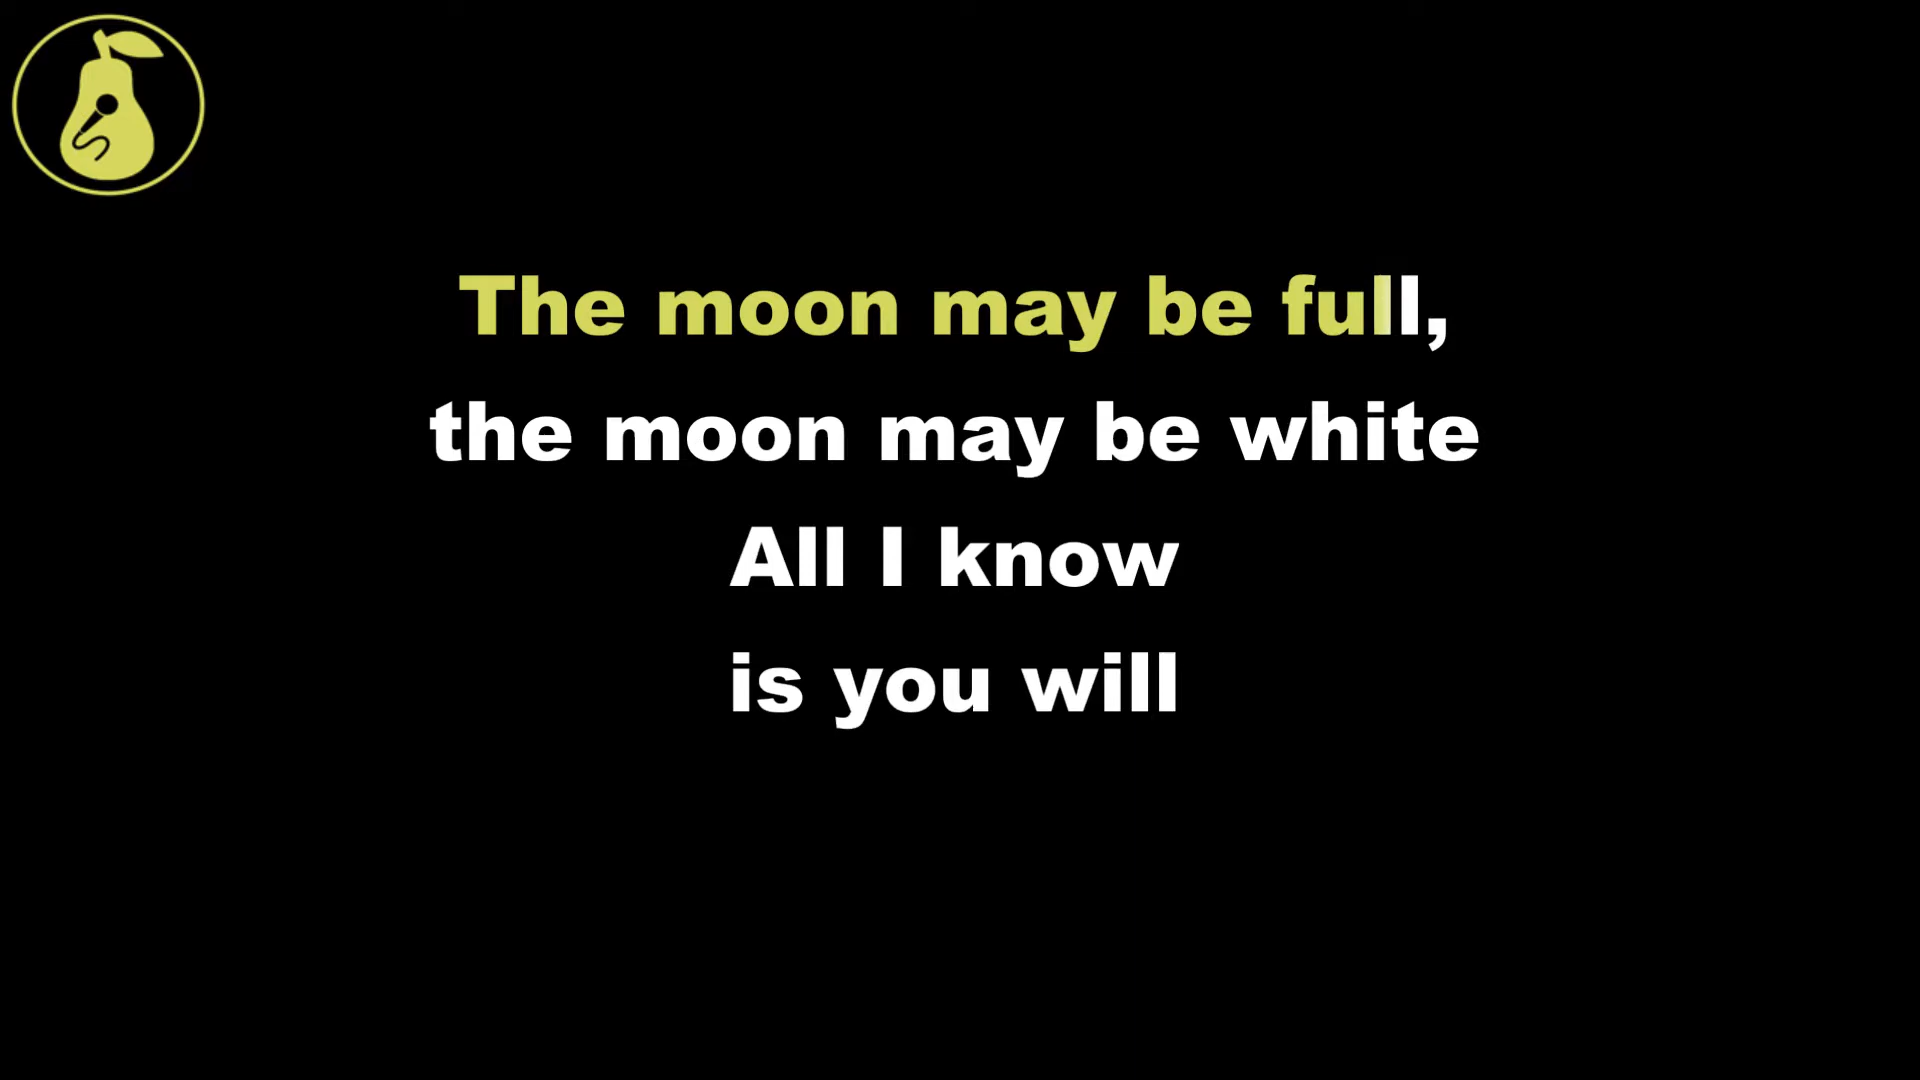 The moon may be full,
the moon may be white
All I know
is you will